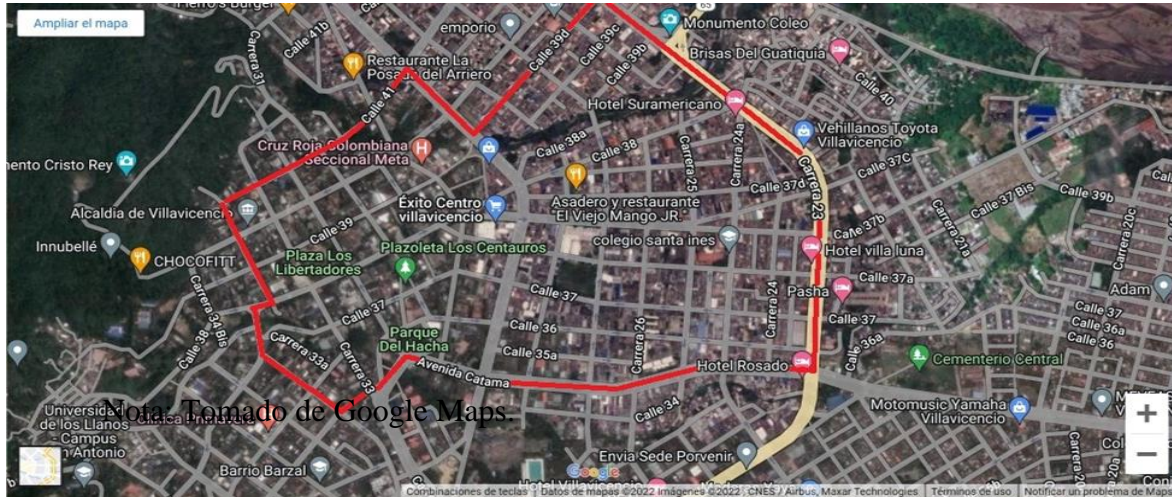 Pierro's Burger
65
Ampliar el mapa
emporio
Monumento Coleo
Calle 41b
Calle 39d
Calle 39c
Calle 39b
Brisas Del Guatiquia
Carrera 31
Restaurante La
Posada del Arriero
Calle 40
Calle 41
Hotel Suramericano
Vehillanos Toyota
Villavicencio
Cruz Roja Colombiana
Seccional Meta
Calle 38a
Calle 38
Carrera 24a
Calle 37C
mento Cristo Rey
Carrera 25
Calle 37d
Carrera 23
Calle 37 Bis
Calle 39b
Alcaldia de Villavicencio
Éxito Centro
villavicencio
Asadero y restaurante
"El Viejo Mango JR."
Calle 37b
Carrera 20c
Calle 39
Innubellé
Plazoleta Los Centauros
colegio santa ines
Carrera 21a
Hotel villa luna
CHOCOFITT
Plaza Los
Libertadores
Calle 37a
Carrera 34 Bis
Calle 37
Calle 37
Carrera 24
Pasha
Adam
Calle 37
Calle 37
Calle 36
Carrera 26
Calle 36a
Parque
Del Hacha
Calle 38
Carrera 33a
Carrera 33
Calle 35a
Calle 36a
Cementerio Central
Avenida Catama
Hotel Rosado
Calle 34
Nota: Tomado de Google Maps.
Universidad
de los Llanos
- Campus
n Antonio
Clínica Primavera
Motomusic Yamaha
Villavicencio
Barrio Barzal
Envia Sede Porvenir
Google
Hotel Villavicencio
Combinaciones de teclas
Datos de mapas ©2022 Imágenes ©2022 , CNES / Airbus, Maxar Technologies
Términos de uso
Notificar un problema de M